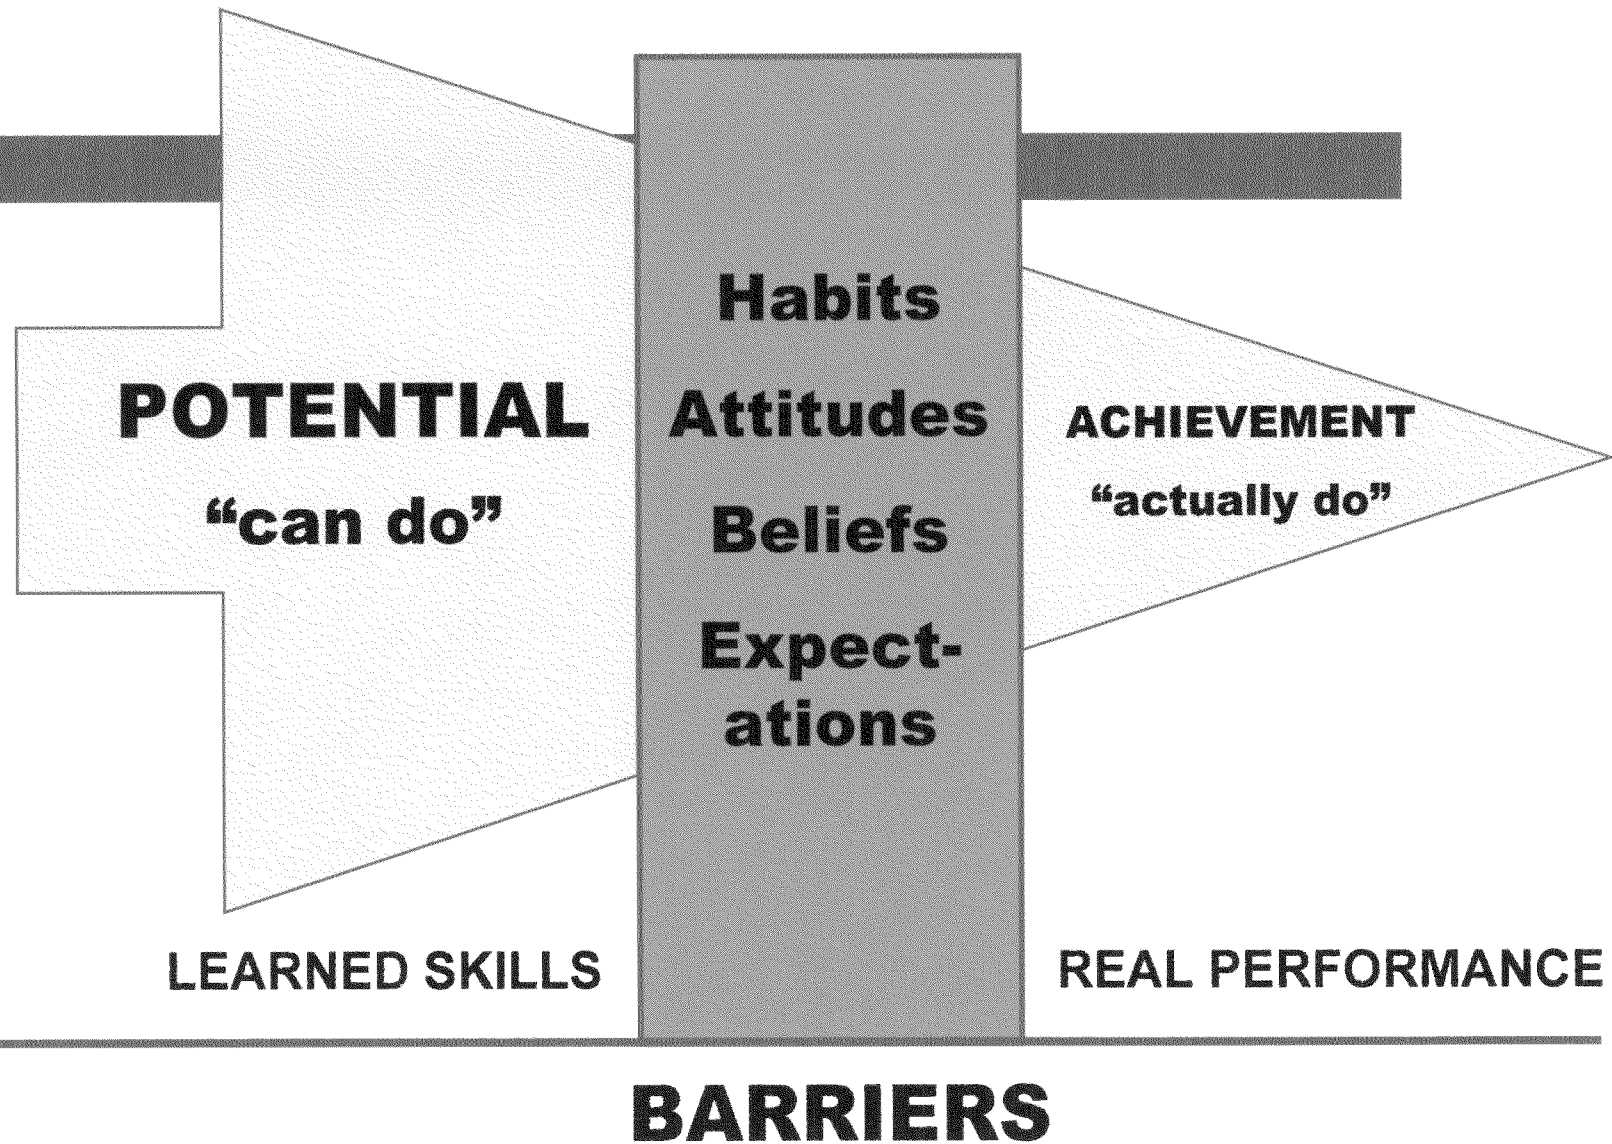 POTENTIAL
“can do”
LEARNED SKILLS
Habits
Attitudes
Beliefs
Expect-
ations
ACHIEVEMENT
“actually do”
REAL PERFORMANCE
BARRIERS